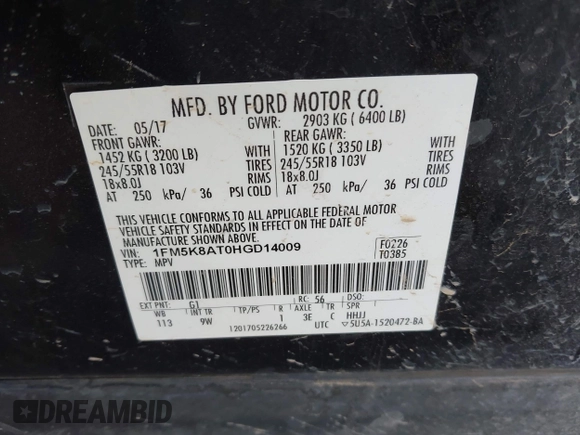 MFD. BY FORD MOTOR CO.
DATE: 05/17 GVWR: 2903 KG ( 6400 LB)
FRONT GAWR: REAR GAWR:
1452 KG ( 3200 LB) WITH 1520 KG ( 3350 LB) WITH
245/55R18 103V TIRES 245/55R18 103V TIRES
18x8.0J RIMS 18x8.0J RIMS
AT 250 kPa/ 36 PSI COLD AT 250 kPa/ 36 PSI COLD
THIS VEHICLE CONFORMS TO ALL APPLICABLE FEDERAL MOTOR
VEHICLE SAFETY STANDARDS IN EFFECT ON THE DATE OF
MANUFACTURE SHOWN ABOVE.
VIN: 1FM5K8AT0HGD14009 F0226
TYPE: MPV T0385
EXT PNT: G1 RC: 56 DSO:
WB INT TR TP/PS R AXLE TR SPR
113 9W 1 3E C HHJJ
1201705226266 UTC ▽5U5A-1520472-BA
DREAMBID